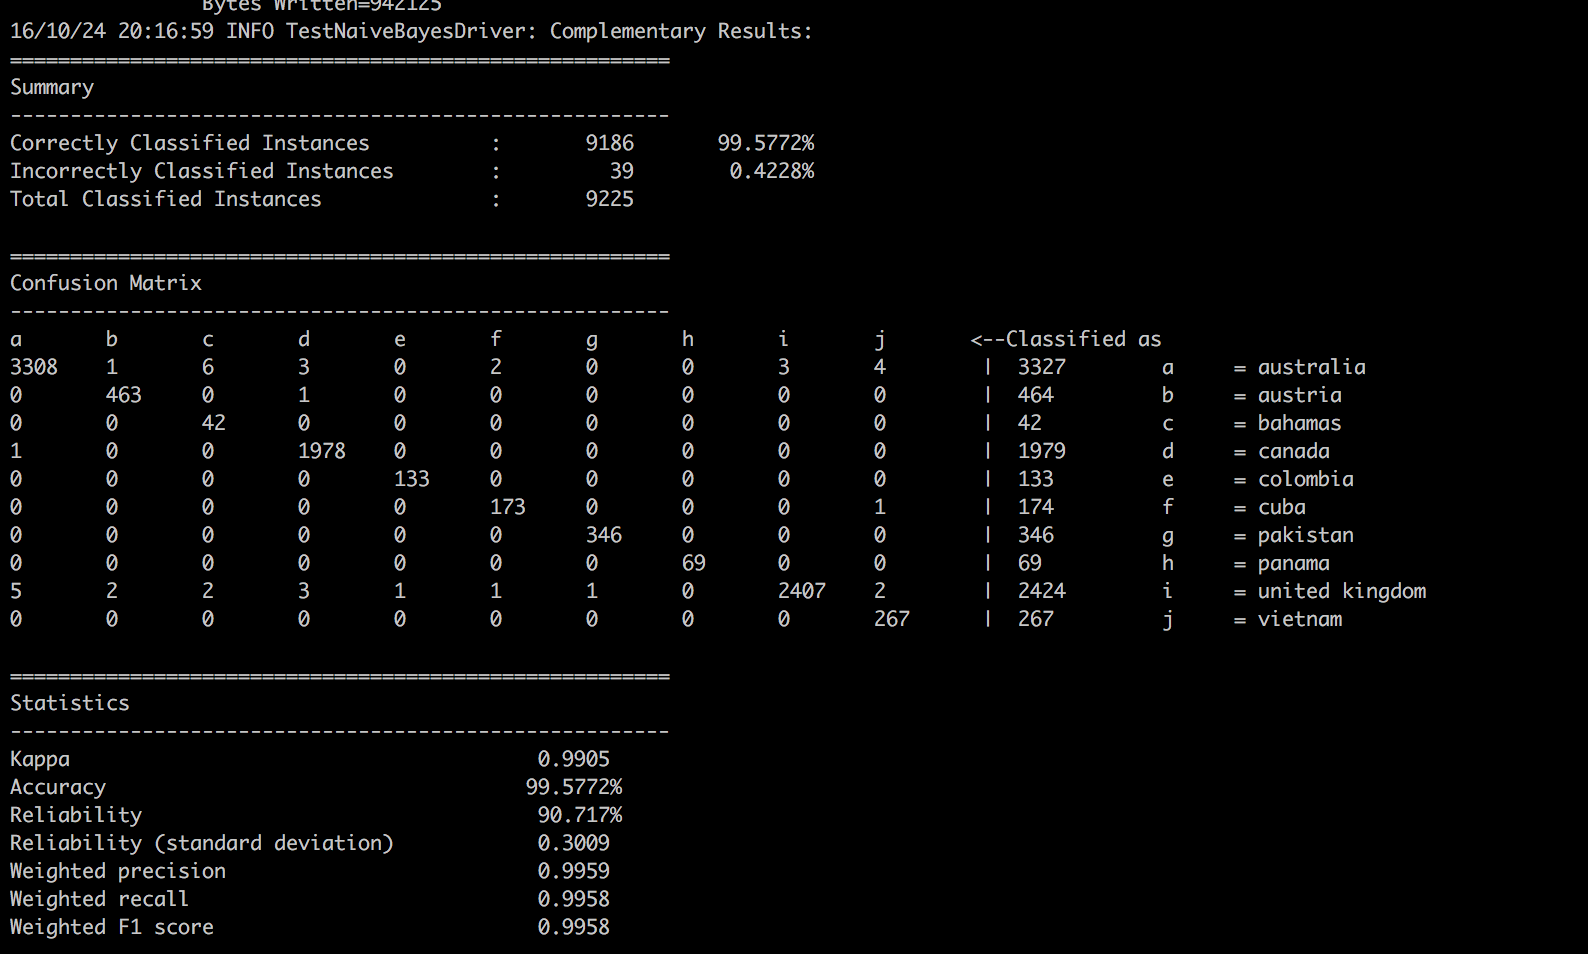 Bytes Written=942125
16/10/24 20:16:59 INFO TestNaiveBayesDriver: Complementary Results:
=======================================================
Summary
-------------------------------------------------------
Correctly Classified Instances          :       9186       99.5772%
Incorrectly Classified Instances        :         39        0.4228%
Total Classified Instances              :       9225

=======================================================
Confusion Matrix
-------------------------------------------------------
a       b       c       d       e       f       g       h       i       j       <--Classified as
3308    1       6       3       0       2       0       0       3       4        |  3327        a     = australia
0       463     0       1       0       0       0       0       0       0        |  464         b     = austria
0       0       42      0       0       0       0       0       0       0        |  42          c     = bahamas
1       0       0       1978    0       0       0       0       0       0        |  1979        d     = canada
0       0       0       0       133     0       0       0       0       0        |  133         e     = colombia
0       0       0       0       0       173     0       0       0       1        |  174         f     = cuba
0       0       0       0       0       0       346     0       0       0        |  346         g     = pakistan
0       0       0       0       0       0       0       69      0       0        |  69          h     = panama
5       2       2       3       1       1       1       0       2407    2        |  2424        i     = united kingdom
0       0       0       0       0       0       0       0       0       267      |  267         j     = vietnam

=======================================================
Statistics
-------------------------------------------------------
Kappa                                       0.9905
Accuracy                                   99.5772%
Reliability                                 90.717%
Reliability (standard deviation)            0.3009
Weighted precision                          0.9959
Weighted recall                             0.9958
Weighted F1 score                           0.9958